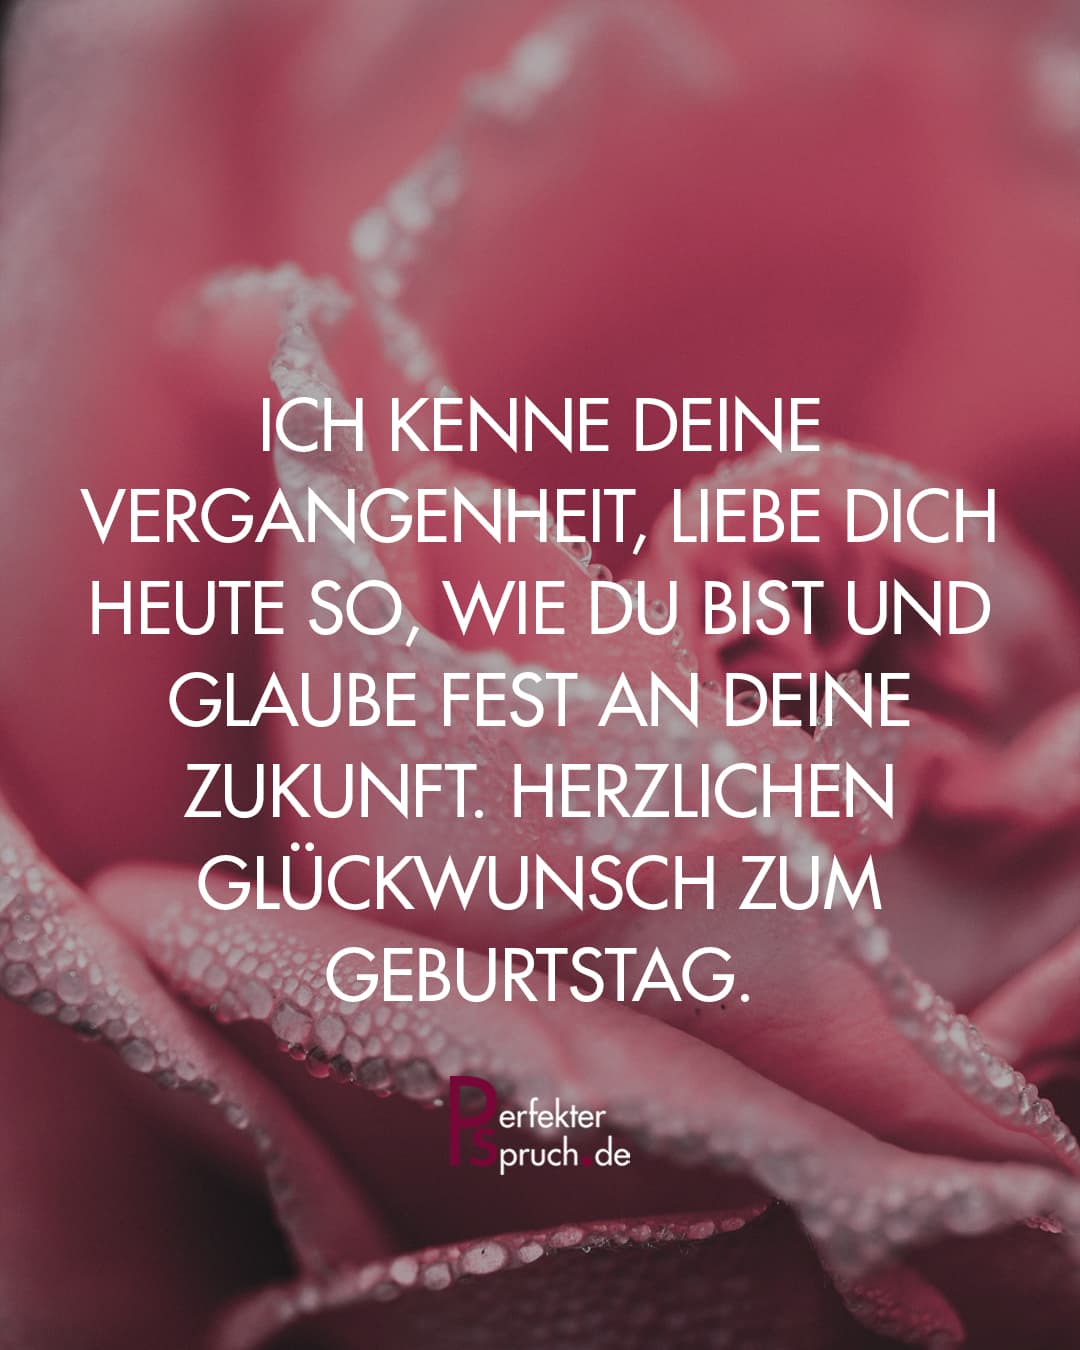 ICH KENNE DEINE
VERGANGENHEIT, LIEBE DICH
HEUTE SO, WIE DU BIST UND
GLAUBE FEST AN DEINE
ZUKUNFT. HERZLICHEN
GLÜCKWUNSCH ZUM
GEBURTSTAG.
Perfekter
Spruch.de